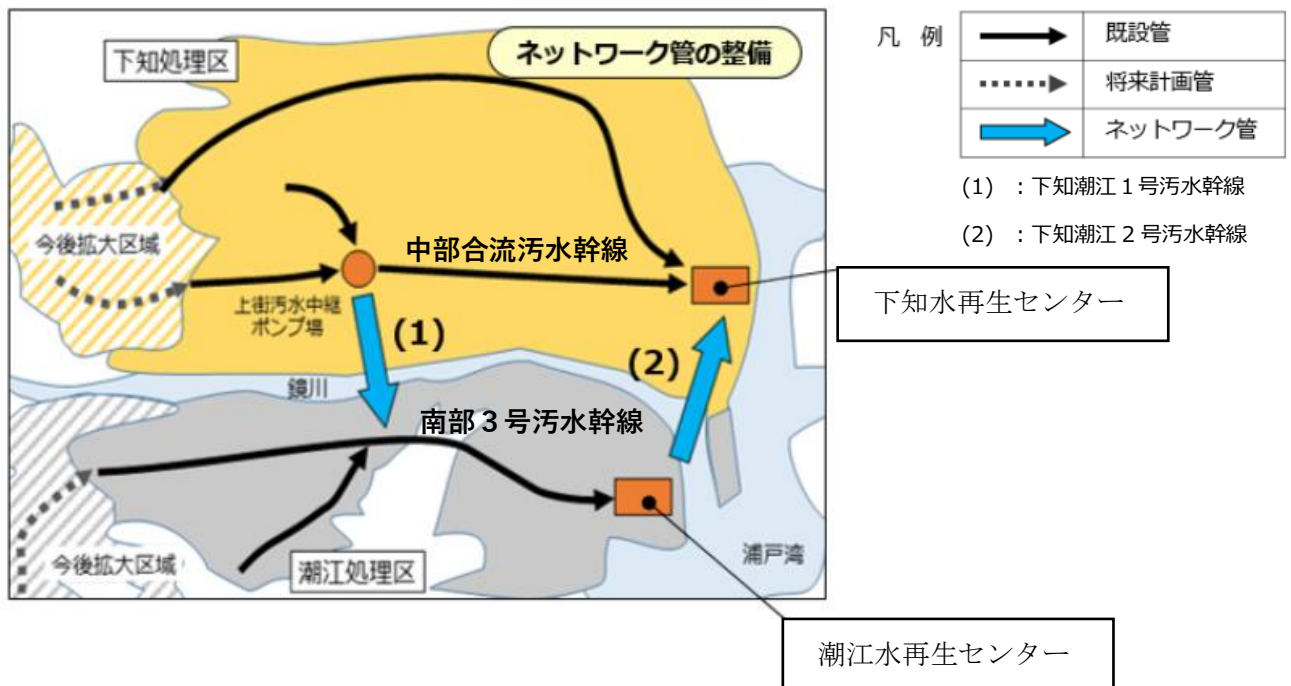 下知処理区
ネットワーク管の整備
凡 例
既設管
将来計画管
ネットワーク管
(1) ：下知潮江１号汚水幹線
(2) ：下知潮江２号汚水幹線
今後拡大区域
中部合流汚水幹線
上街汚水中継
ポンプ場
(1)
(2)
下知水再生センター
鏡川
南部３号汚水幹線
今後拡大区域
潮江処理区
浦戸湾
潮江水再生センター